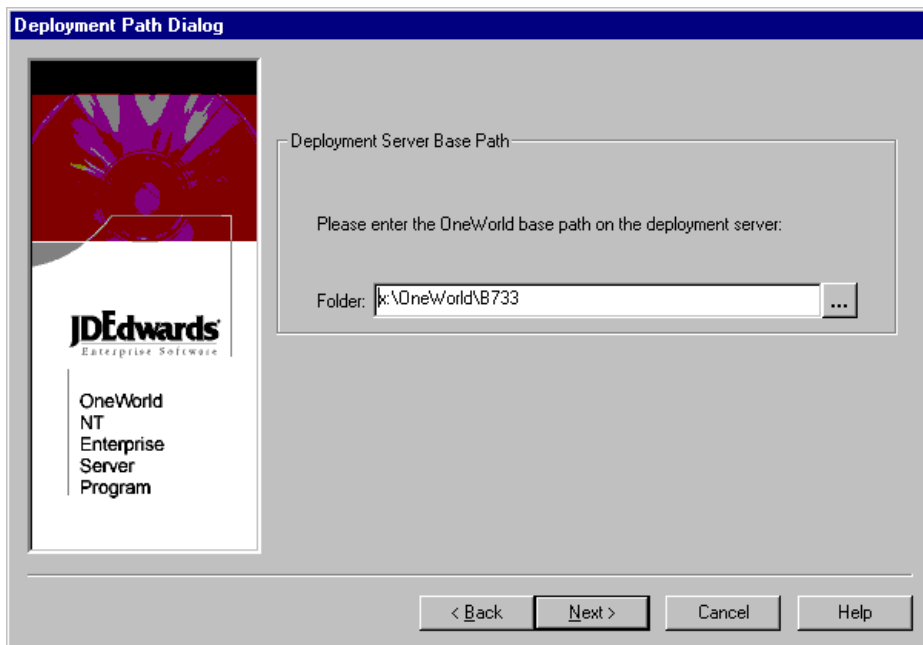 Deployment Path Dialog
Deployment Server Base Path
Please enter the OneWorld base path on the deployment server:
Folder: x:\OneWorld\B733 ...
JDEdwards
Enterprise Software
OneWorld
NT
Enterprise
Server
Program
< Back Next > Cancel Help